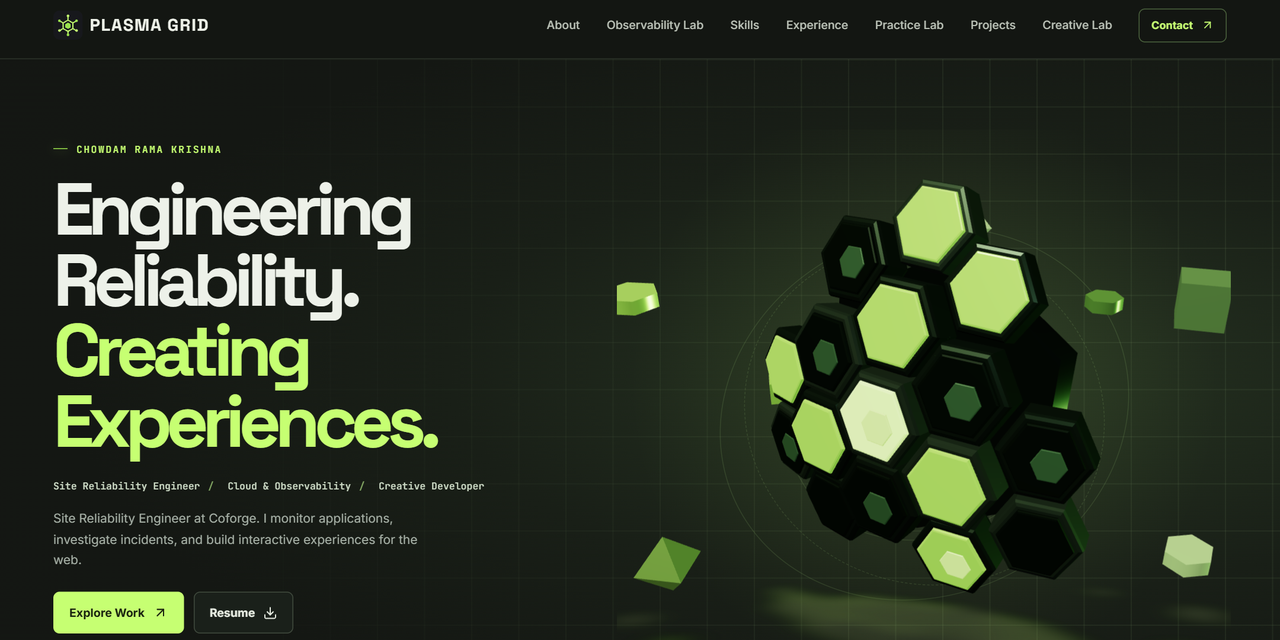 PLASMA GRID
About
Observability Lab
Skills
Experience
Practice Lab
Projects
Creative Lab
Contact
CHOWDAM RAMA KRISHNA
Engineering
Reliability.
Creating
Experiences.
Site Reliability Engineer / Cloud & Observability / Creative Developer
Site Reliability Engineer at Coforge. I monitor applications,
investigate incidents, and build interactive experiences for the
web.
Explore Work
Resume